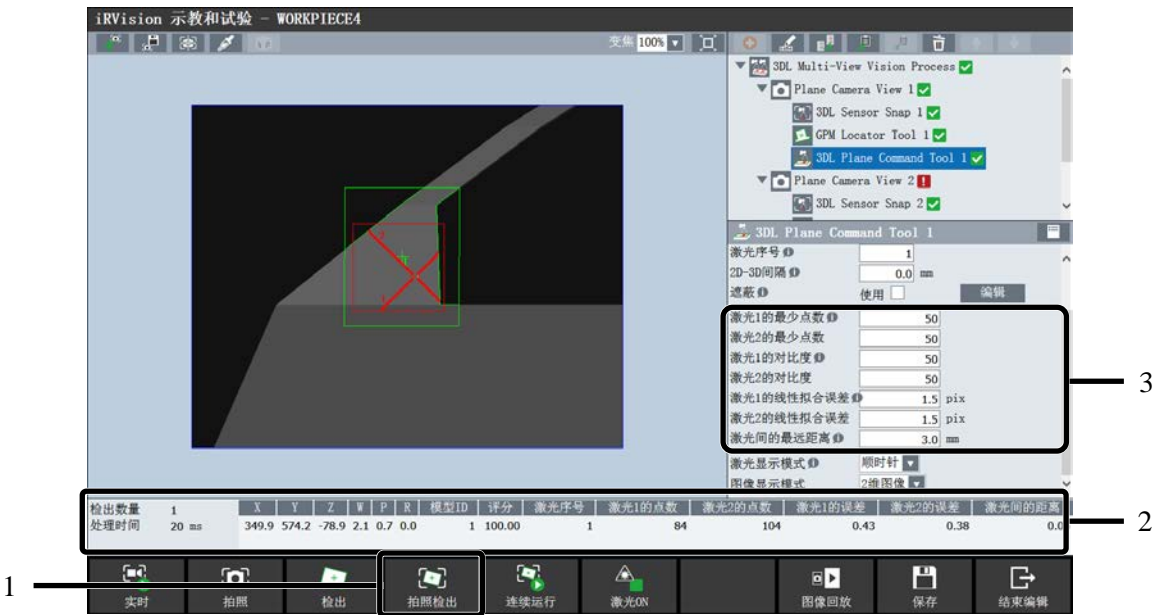 iRVision 示教和试验 - WORKPIECE4
变焦 100%
3DL Multi-View Vision Process
Plane Camera View 1
3DL Sensor Snap 1
GPM Locator Tool 1
3DL Plane Command Tool 1
Plane Camera View 2
3DL Sensor Snap 2
2
1
3DL Plane Command Tool 1
激光序号 1
2D-3D间隔 0.0 mm
遮蔽 使用 编辑
激光1的最少点数 50
激光2的最少点数 50
激光1的对比度 50
激光2的对比度 50
激光1的线性拟合误差 1.5 pix
激光2的线性拟合误差 1.5 pix
激光间的最远距离 3.0 mm
3
激光显示模式 顺时针
图像显示模式 2维图像
检出数量 1 X Y Z W P R 模型ID 评分 激光序号 激光1的点数 激光2的点数 激光1的误差 激光2的误差 激光间的距离
处理时间 20 ms 349.9 574.2 -78.9 2.1 0.7 0.0 1 100.00 1 84 104 0.43 0.38 0.0
2
1
实时 拍照 检出 拍照检出 连续运行 激光ON 图像回放 保存 结束编辑